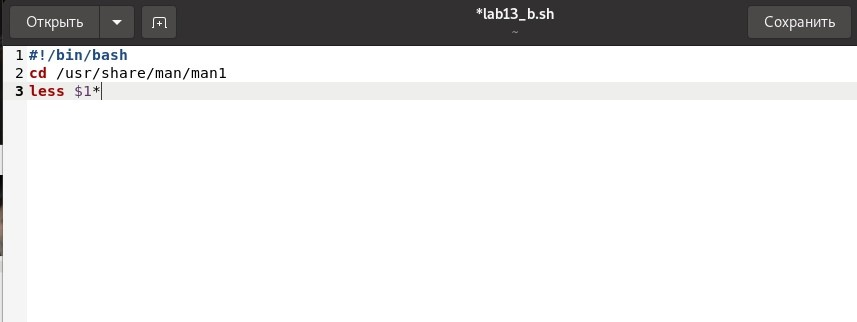 Открыть
*lab13_b.sh
~
Сохранить
1 #!/bin/bash
2 cd /usr/share/man/man1
3 less $1*